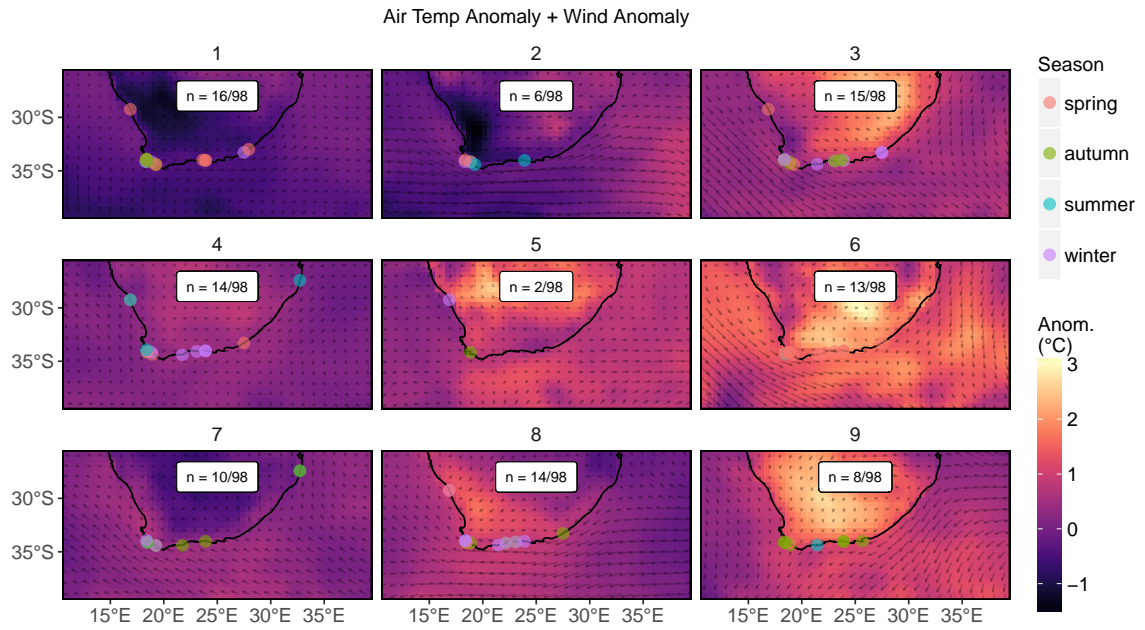 Air Temp Anomaly + Wind Anomaly
1
2
3
n = 16/98
n = 6/98
n = 15/98
30°S
35°S
4
5
6
n = 14/98
n = 2/98
n = 13/98
30°S
35°S
7
8
9
n = 10/98
n = 14/98
n = 8/98
30°S
35°S
15°E 20°E 25°E 30°E 35°E
15°E 20°E 25°E 30°E 35°E
15°E 20°E 25°E 30°E 35°E
Season
spring
autumn
summer
winter
Anom.
(°C)
3
2
1
0
−1